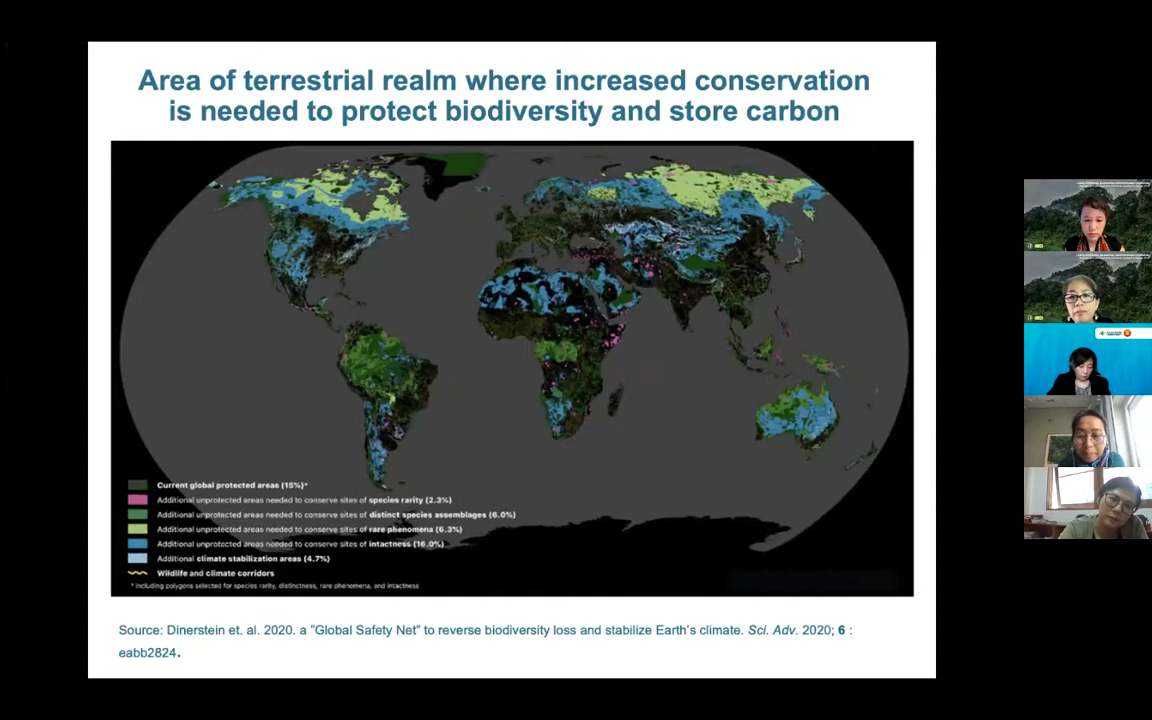 Area of terrestrial realm where increased conservation
is needed to protect biodiversity and store carbon
Current global protected areas (15%)*
Additional unprotected areas needed to conserve sites of species rarity (2.3%)
Additional unprotected areas needed to conserve sites of distinct species assemblages (6.0%)
Additional unprotected areas needed to conserve sites of rare phenomena (6.3%)
Additional unprotected areas needed to conserve sites of intactness (16.0%)
Additional climate stabilization areas (4.7%)
Wildlife and climate corridors
* Including polygons selected for species rarity, distinctness, rare phenomena, and intactness
Source: Dinerstein et. al. 2020. a "Global Safety Net" to reverse biodiversity loss and stabilize Earth's climate. Sci. Adv. 2020; 6 :
eabb2824.